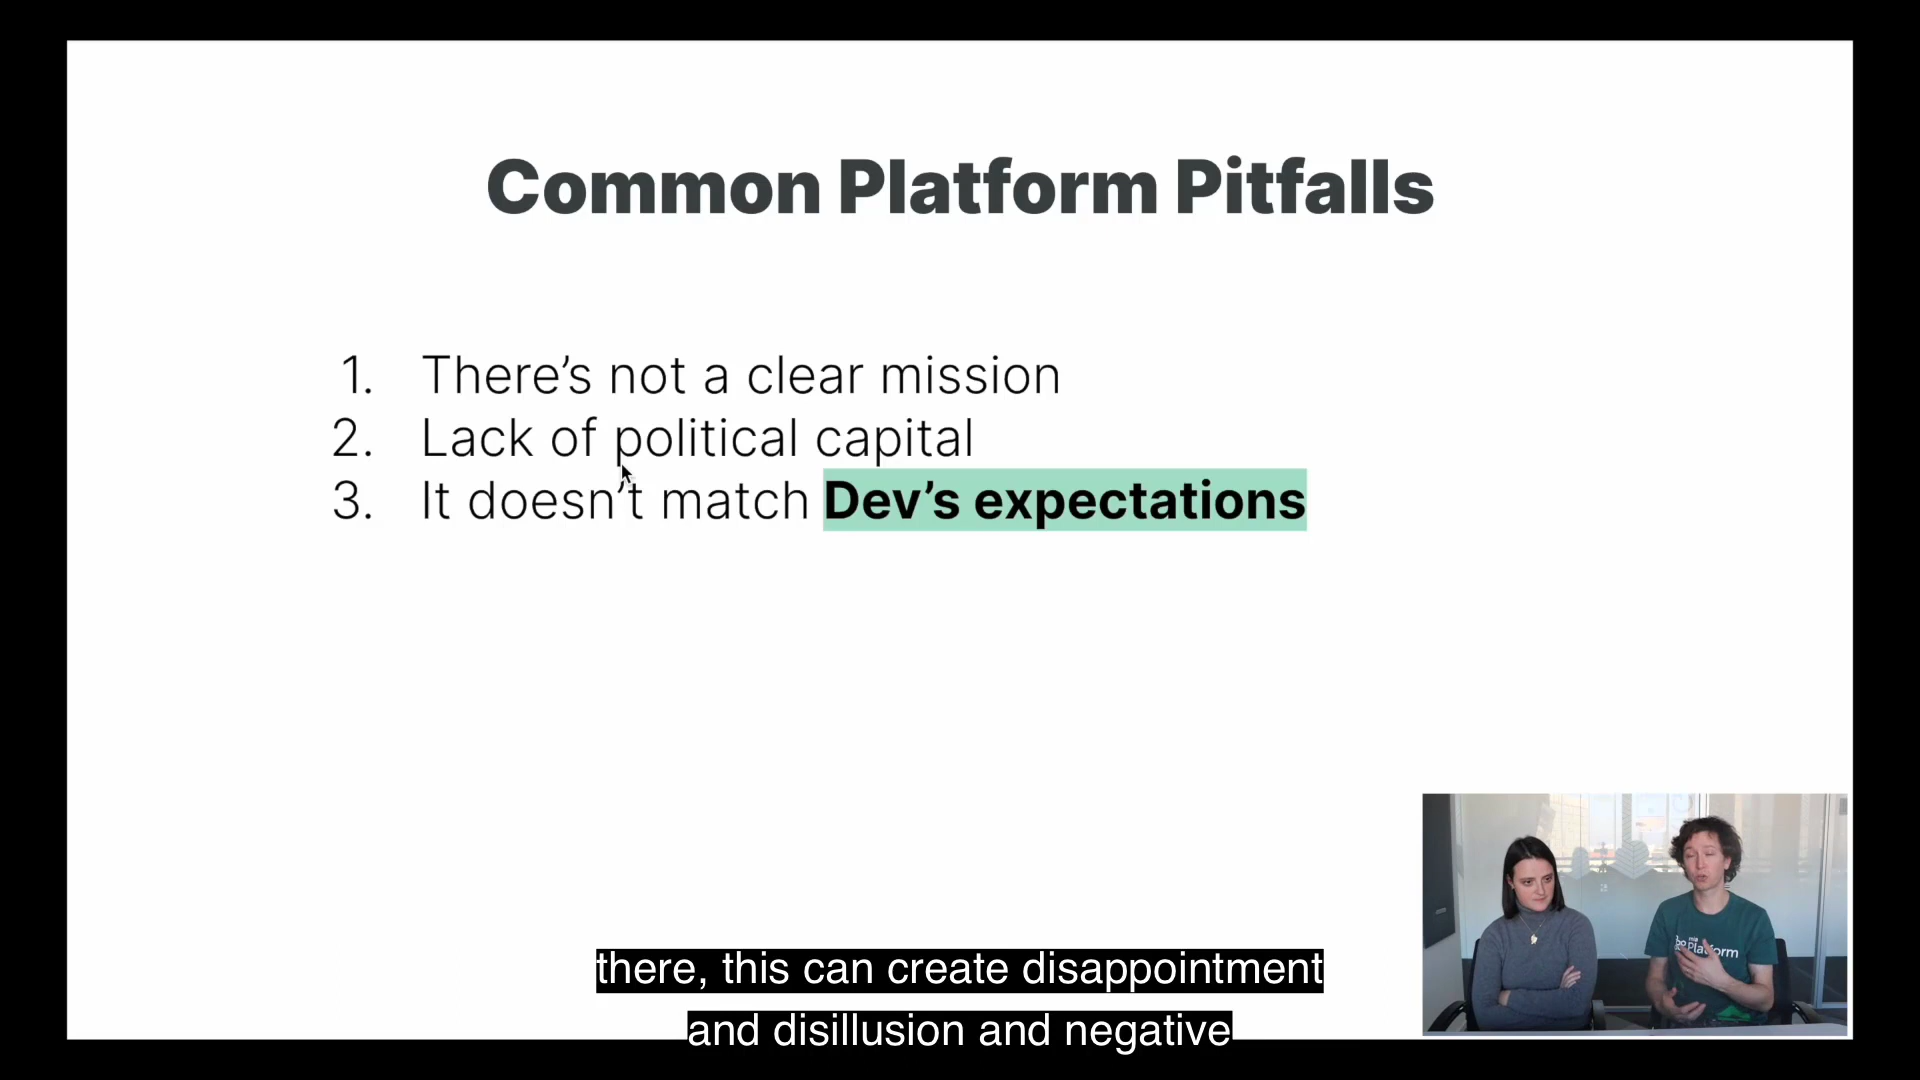 Common Platform Pitfalls
1. There’s not a clear mission
2. Lack of political capital
3. It doesn’t match Dev’s expectations
Platform
there, this can create disappointment
and disillusion and negative